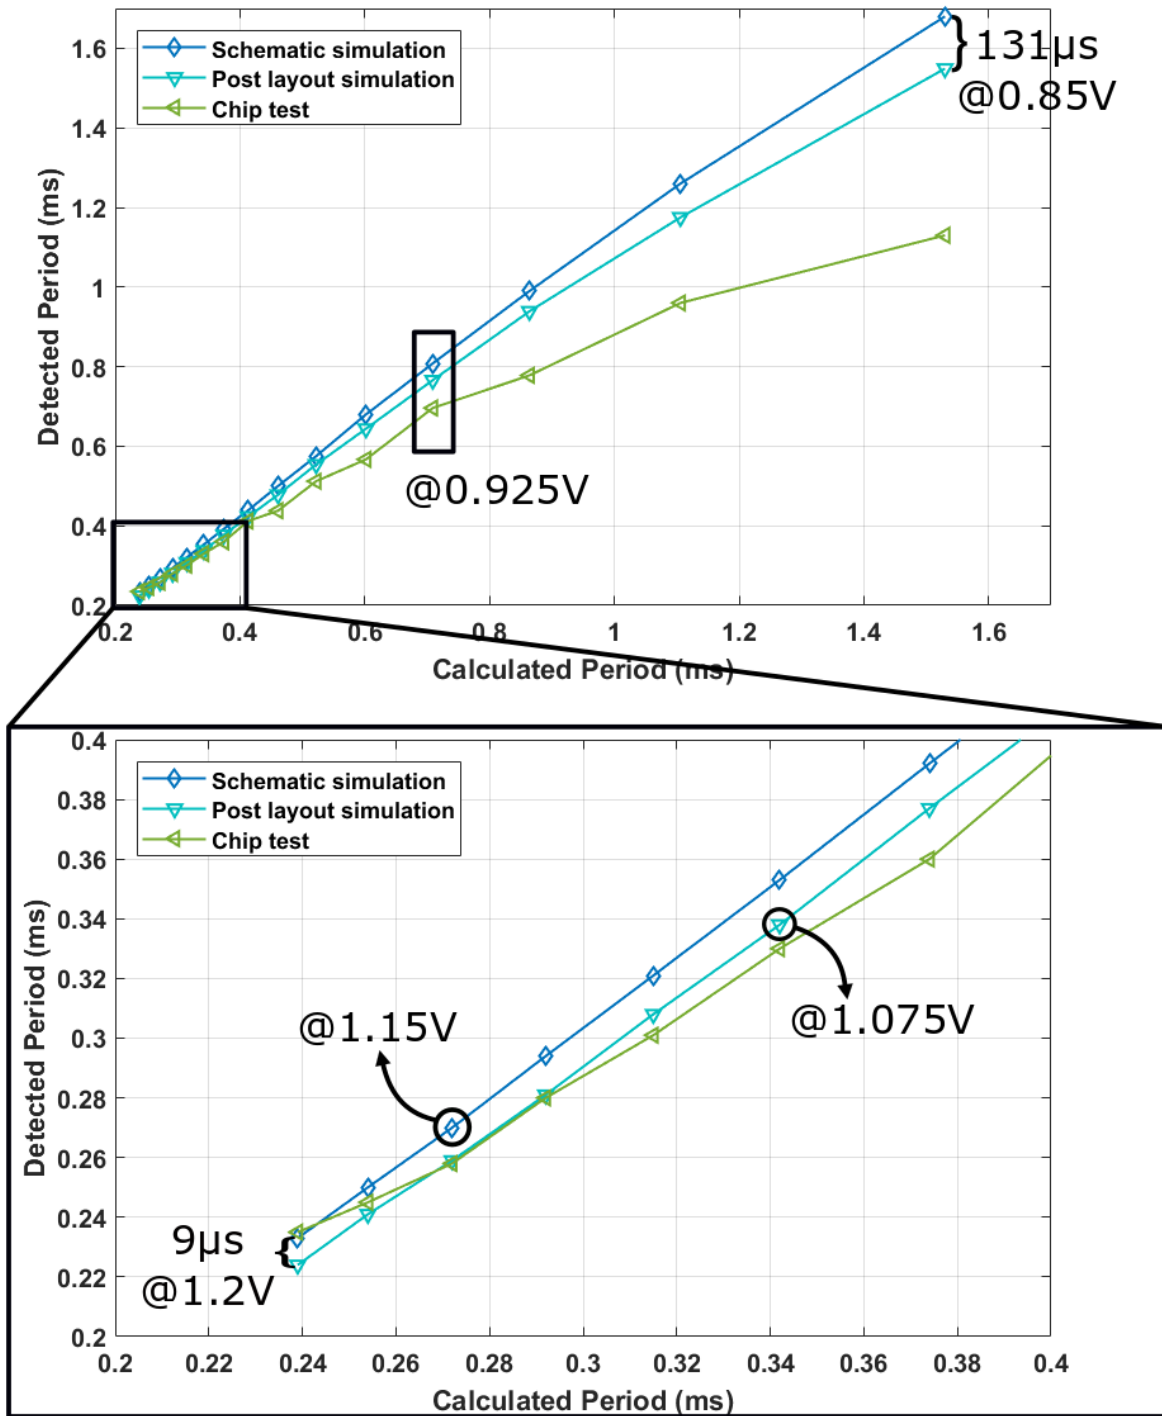 1.6
1.4
1.2
1
0.8
0.6
0.4
0.2
Detected Period (ms)
Schematic simulation
Post layout simulation
Chip test
131µs
@0.85V
@0.925V
0.2 0.4 0.6 0.8 1 1.2 1.4 1.6
Calculated Period (ms)
0.4
0.38
0.36
0.34
0.32
0.3
0.28
0.26
0.24
0.22
0.2
Detected Period (ms)
Schematic simulation
Post layout simulation
Chip test
@1.15V
@1.075V
9µs
@1.2V
0.2 0.22 0.24 0.26 0.28 0.3 0.32 0.34 0.36 0.38 0.4
Calculated Period (ms)